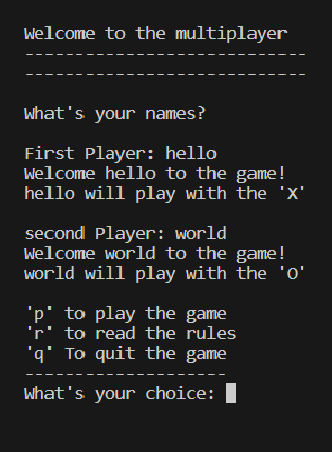 Welcome to the multiplayer
----------------------------
----------------------------
What's your names?
First Player: hello
Welcome hello to the game!
hello will play with the 'X'
second Player: world
Welcome world to the game!
world will play with the 'O'
'p' to play the game
'r' to read the rules
'q' To quit the game
--------------------
What's your choice: